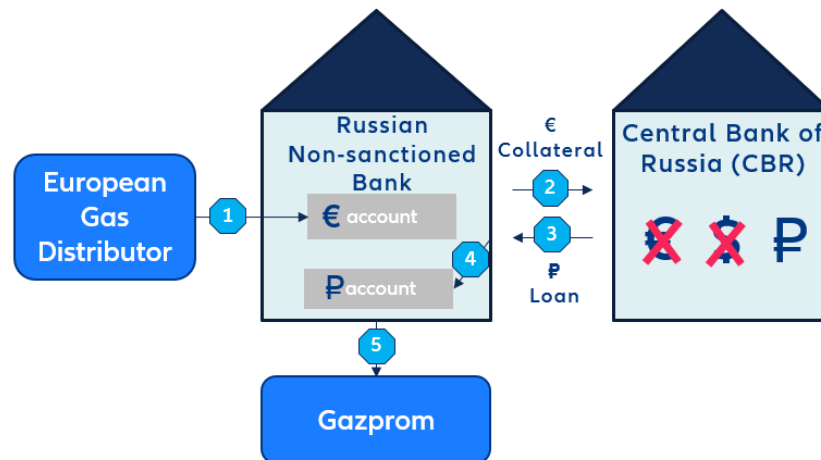 European
Gas
Distributor
1
Russian
Non-sanctioned
Bank
€ account
₽ account
4
€
Collateral
2
3
₽
Loan
Central Bank of
Russia (CBR)
€ $ ₽
5
Gazprom